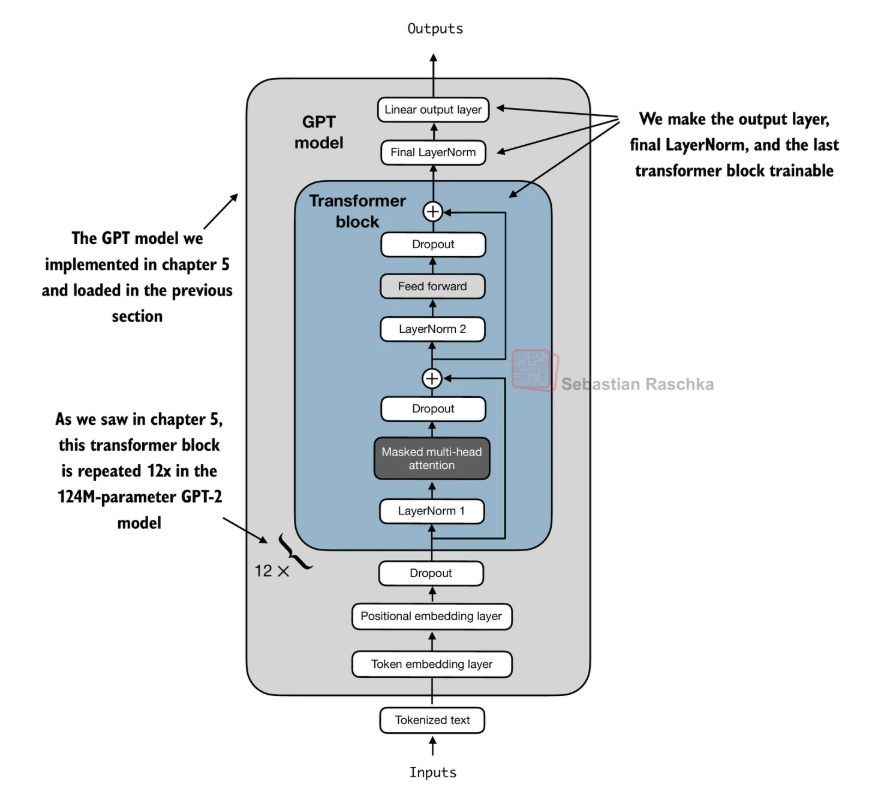 Outputs
Linear output layer
GPT
model
Final LayerNorm
We make the output layer,
final LayerNorm, and the last
transformer block trainable
Transformer
block
Dropout
Feed forward
LayerNorm 2
The GPT model we
implemented in chapter 5
and loaded in the previous
section
Sebastian Raschka
Dropout
Masked multi-head
attention
LayerNorm 1
As we saw in chapter 5,
this transformer block
is repeated 12x in the
124M-parameter GPT-2
model
12 ×
Dropout
Positional embedding layer
Token embedding layer
Tokenized text
Inputs